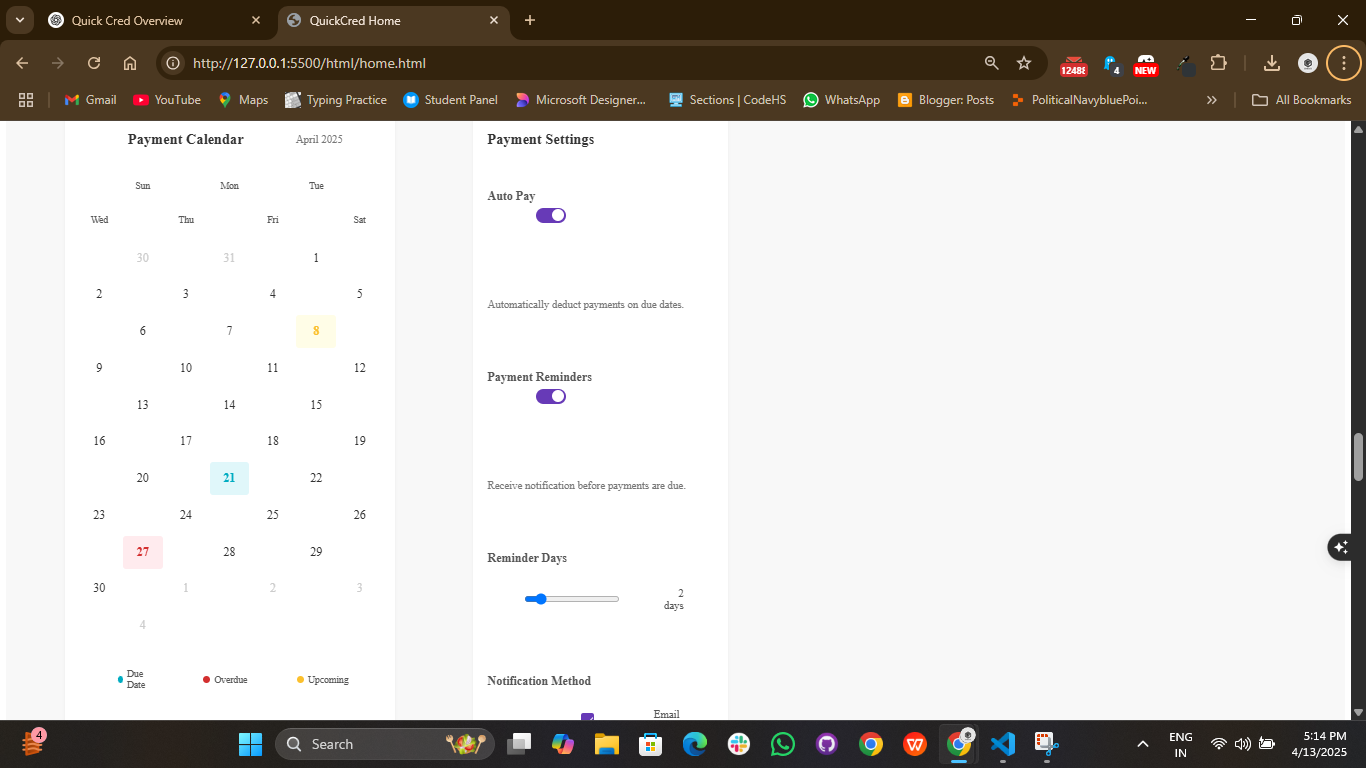 Quick Cred Overview
QuickCred Home
http://127.0.0.1:5500/html/home.html
12488
4
NEW
Gmail
YouTube
Maps
Typing Practice
Student Panel
Microsoft Designer...
Sections | CodeHS
WhatsApp
Blogger: Posts
PoliticalNavybluePoi...
All Bookmarks
Payment Calendar
April 2025
Sun Mon Tue
Wed Thu Fri Sat
30 31 1
2 3 4 5
6 7 8
9 10 11 12
13 14 15
16 17 18 19
20 21 22
23 24 25 26
27 28 29
30 1 2 3
4
Due
Date
Overdue
Upcoming
Payment Settings
Auto Pay
Automatically deduct payments on due dates.
Payment Reminders
Receive notification before payments are due.
Reminder Days
2
days
Notification Method
Email
4
Search
ENG
IN
5:14 PM
4/13/2025